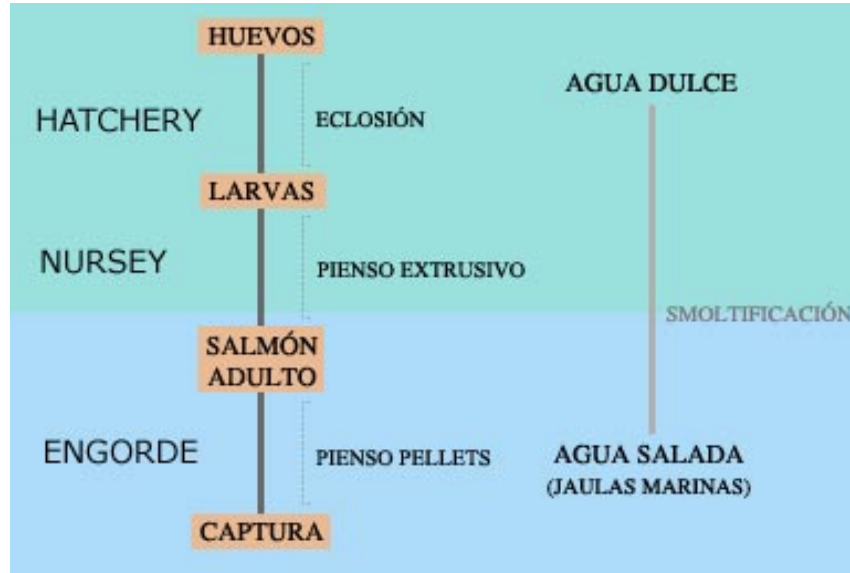 HUEVOS
AGUA DULCE
HATCHERY
ECLOSIÓN
LARVAS
NURSEY
PIENSO EXTRUSIVO
SMOLTIFICACIÓN
SALMÓN
ADULTO
ENGORDE
PIENSO PELLETS
AGUA SALADA
(JAULAS MARINAS)
CAPTURA